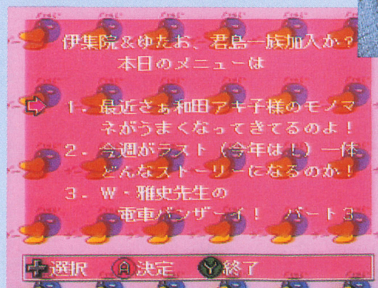 伊集院&ゆたお、君島一族加入か?
本日のメニューは
1. 最近さぁ和田アキ子様のモノマ
ネがうまくなってきてるのよ!
2. 今週がラスト(今年は!)一体
どんなストーリーになるのか!
3. W・雅史先生の
電車バンザーイ! パート3
選択 A決定 Y終了